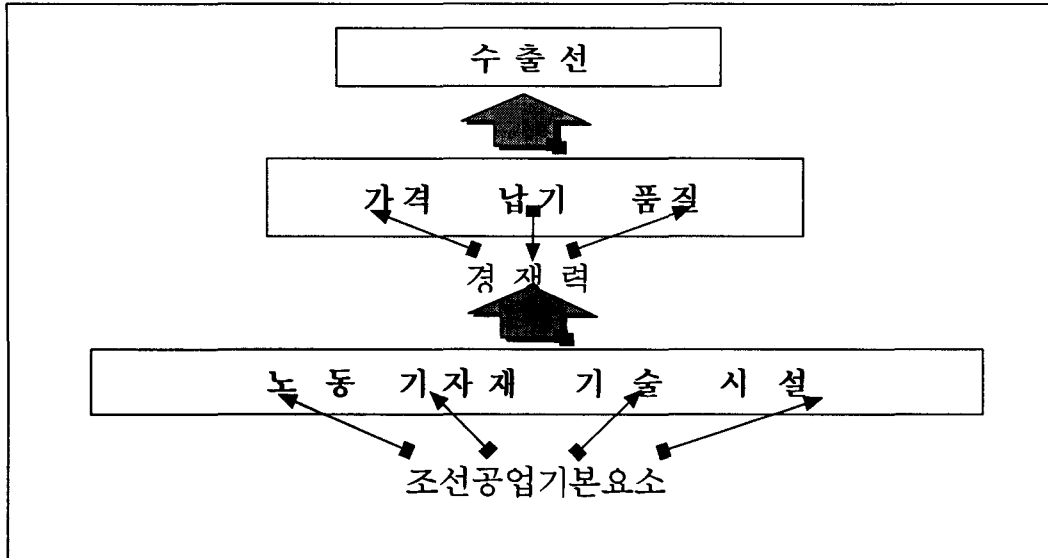 수 출 선
가 격 납 기 품 질
경 재 력
노 동 기 자 재 기 술 시 설
조선공업기본요소